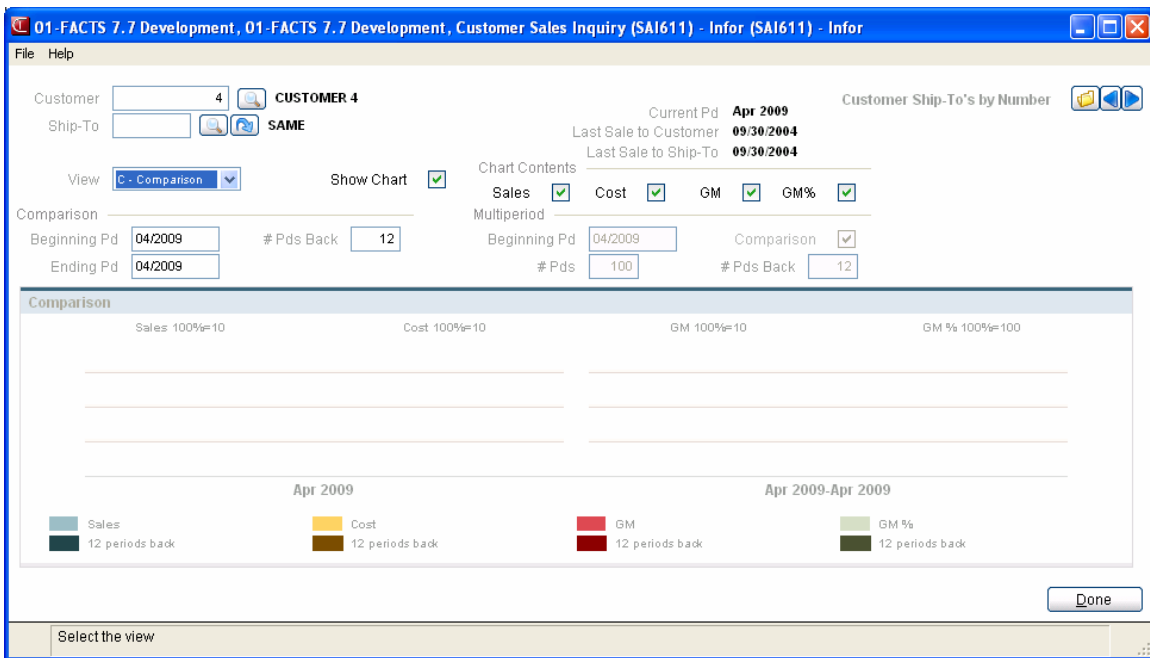 01-FACTS 7.7 Development, 01-FACTS 7.7 Development, Customer Sales Inquiry (SAI611) - Infor (SAI611) - Infor
File Help
Customer 4 CUSTOMER 4
Customer Ship-To's by Number
Current Pd Apr 2009
Ship-To SAME
Last Sale to Customer 09/30/2004
Last Sale to Ship-To 09/30/2004
View C - Comparison Show Chart
Chart Contents
Sales Cost GM GM%
Comparison
Beginning Pd 04/2009 # Pds Back 12
Ending Pd 04/2009
Multiperiod
Beginning Pd 04/2009 Comparison
# Pds 100 # Pds Back 12
Comparison
Sales 100%=10 Cost 100%=10 GM 100%=10 GM % 100%=100
Apr 2009 Apr 2009-Apr 2009
Sales Cost GM GM %
12 periods back 12 periods back 12 periods back 12 periods back
Done
Select the view